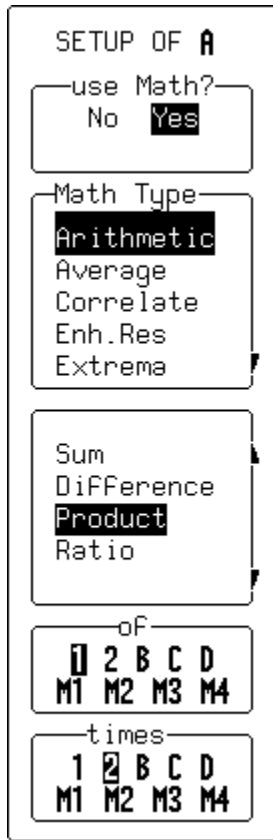 SETUP OF A
use Math?
No Yes
Math Type
Arithmetic
Average
Correlate
Enh.Res
Extrema
Sum
Difference
Product
Ratio
of
1 2 B C D
M1 M2 M3 M4
times
1 2 B C D
M1 M2 M3 M4